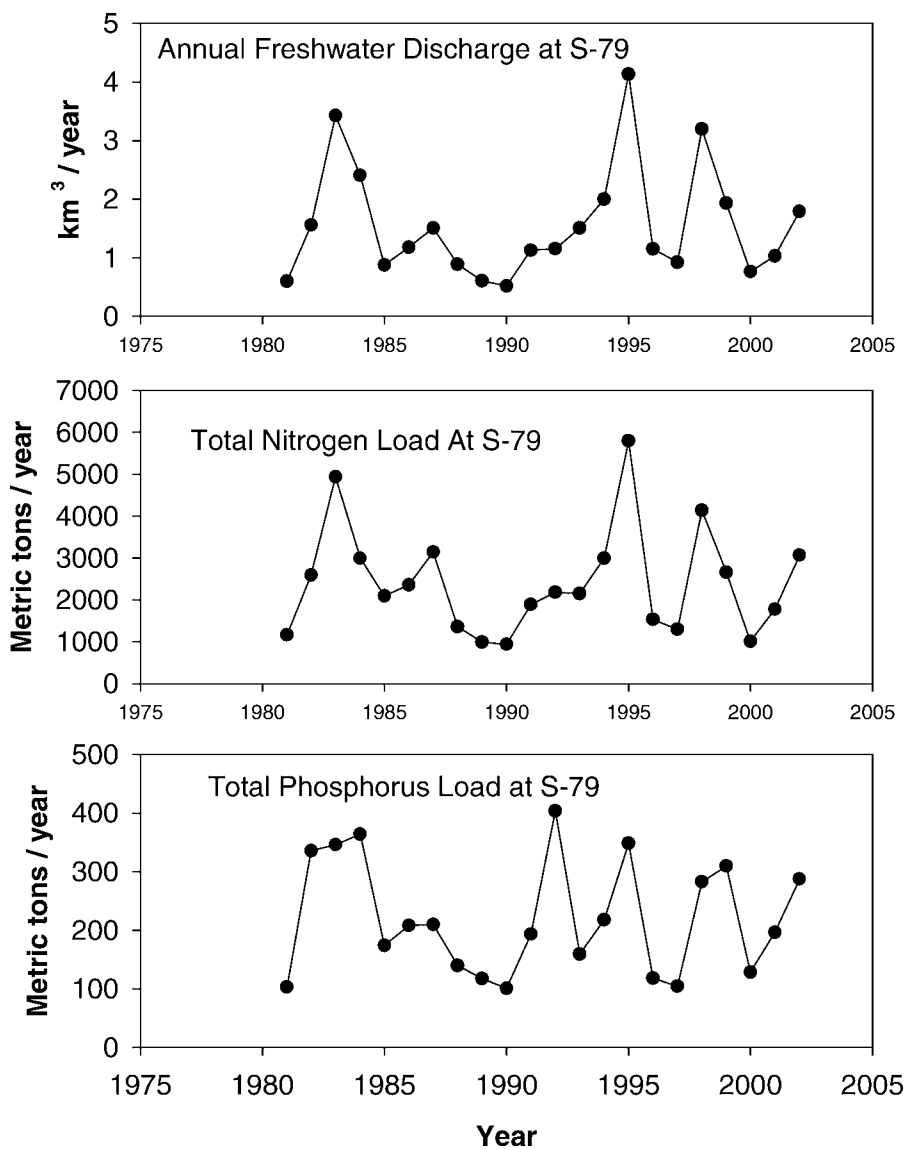 Annual Freshwater Discharge at S-79
km 3 / year
5
4
3
2
1
0
1975 1980 1985 1990 1995 2000 2005
Total Nitrogen Load At S-79
Metric tons / year
7000
6000
5000
4000
3000
2000
1000
0
1975 1980 1985 1990 1995 2000 2005
Total Phosphorus Load at S-79
Metric tons / year
500
400
300
200
100
0
1975 1980 1985 1990 1995 2000 2005
Year